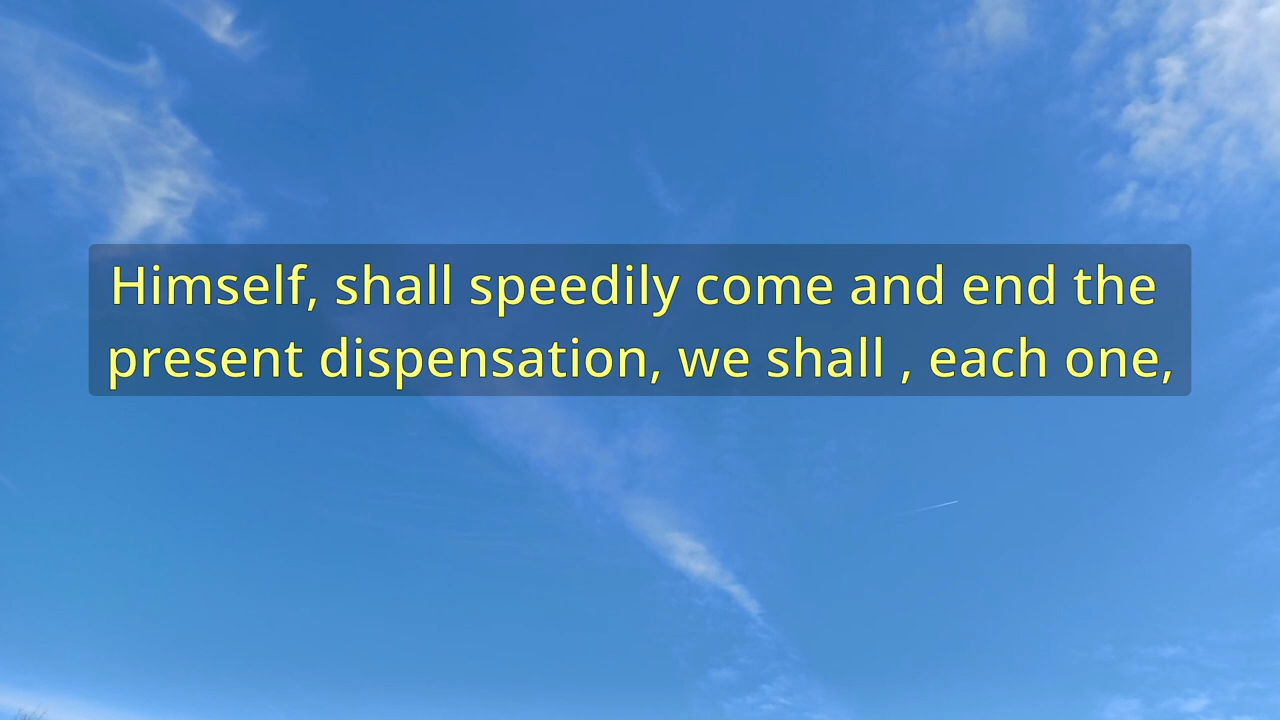 Himself, shall speedily come and end the
present dispensation, we shall , each one,